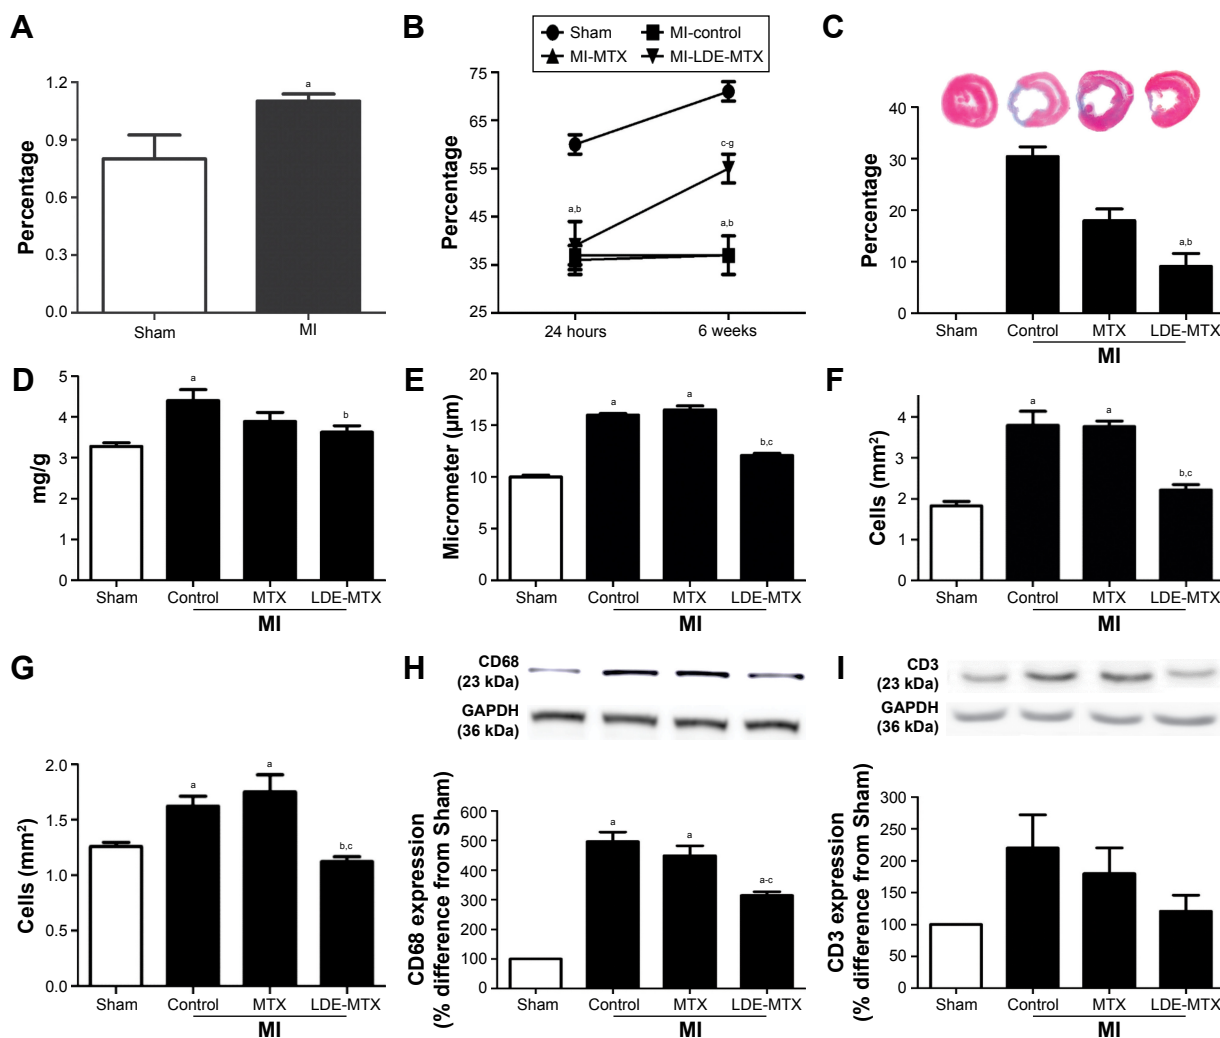 A
Percentage
1.2
0.9
0.6
0.3
0.0
a
Sham
MI
B
Sham
MI-control
MI-MTX
MI-LDE-MTX
Percentage
75
65
55
45
35
25
a,b
c-g
a,b
24 hours
6 weeks
C
Percentage
40
30
20
10
0
a,b
Sham
Control
MTX
LDE-MTX
MI
D
mg/g
5
4
3
2
1
0
a
b
Sham
Control
MTX
LDE-MTX
MI
E
Micrometer (µm)
20
15
10
5
0
a
a
b,c
Sham
Control
MTX
LDE-MTX
MI
F
Cells (mm²)
4
3
2
1
0
a
a
b,c
Sham
Control
MTX
LDE-MTX
MI
G
Cells (mm²)
2.0
1.5
1.0
0.5
0.0
a
a
b,c
Sham
Control
MTX
LDE-MTX
MI
H
CD68
(23 kDa)
GAPDH
(36 kDa)
CD68 expression
(% difference from Sham)
600
500
400
300
200
100
0
a
a
a-c
Sham
Control
MTX
LDE-MTX
MI
I
CD3
(23 kDa)
GAPDH
(36 kDa)
CD3 expression
(% difference from Sham)
300
250
200
150
100
50
0
Sham
Control
MTX
LDE-MTX
MI